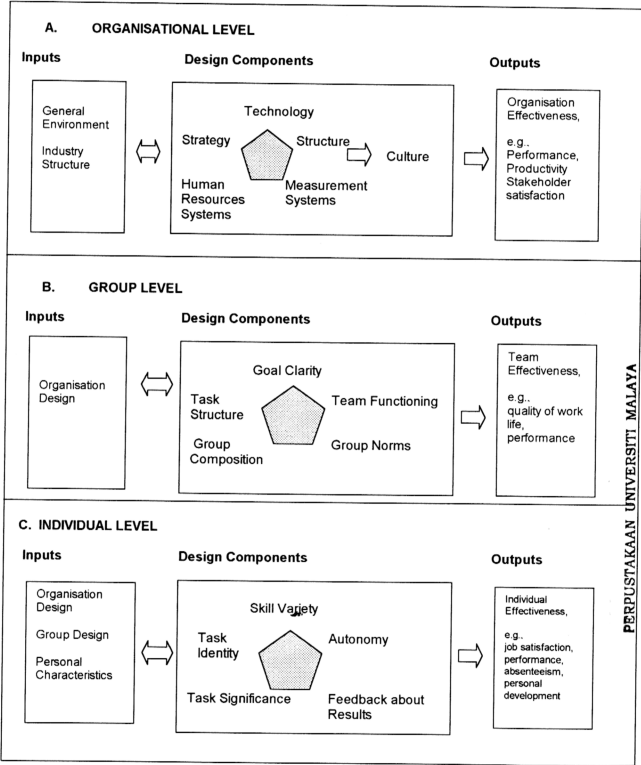 A. ORGANISATIONAL LEVEL
Inputs
Design Components
Outputs
General
Environment
Industry
Structure
Technology
Strategy
Structure
Human
Resources
Systems
Measurement
Systems
Culture
Organisation
Effectiveness,
e.g..
Performance,
Productivity
Stakeholder
satisfaction
B. GROUP LEVEL
Inputs
Design Components
Outputs
Organisation
Design
Goal Clarity
Task
Structure
Team Functioning
Group
Composition
Group Norms
Team
Effectiveness,
e.g..
quality of work
life,
performance
C. INDIVIDUAL LEVEL
Inputs
Design Components
Outputs
Organisation
Design
Group Design
Personal
Characteristics
Skill Variety
Task
Identity
Autonomy
Task Significance
Feedback about
Results
Individual
Effectiveness,
e.g..
job satisfaction,
performance,
absenteeism,
personal
development
PERPUSTAKAAN UNIVERSITI MALAYA